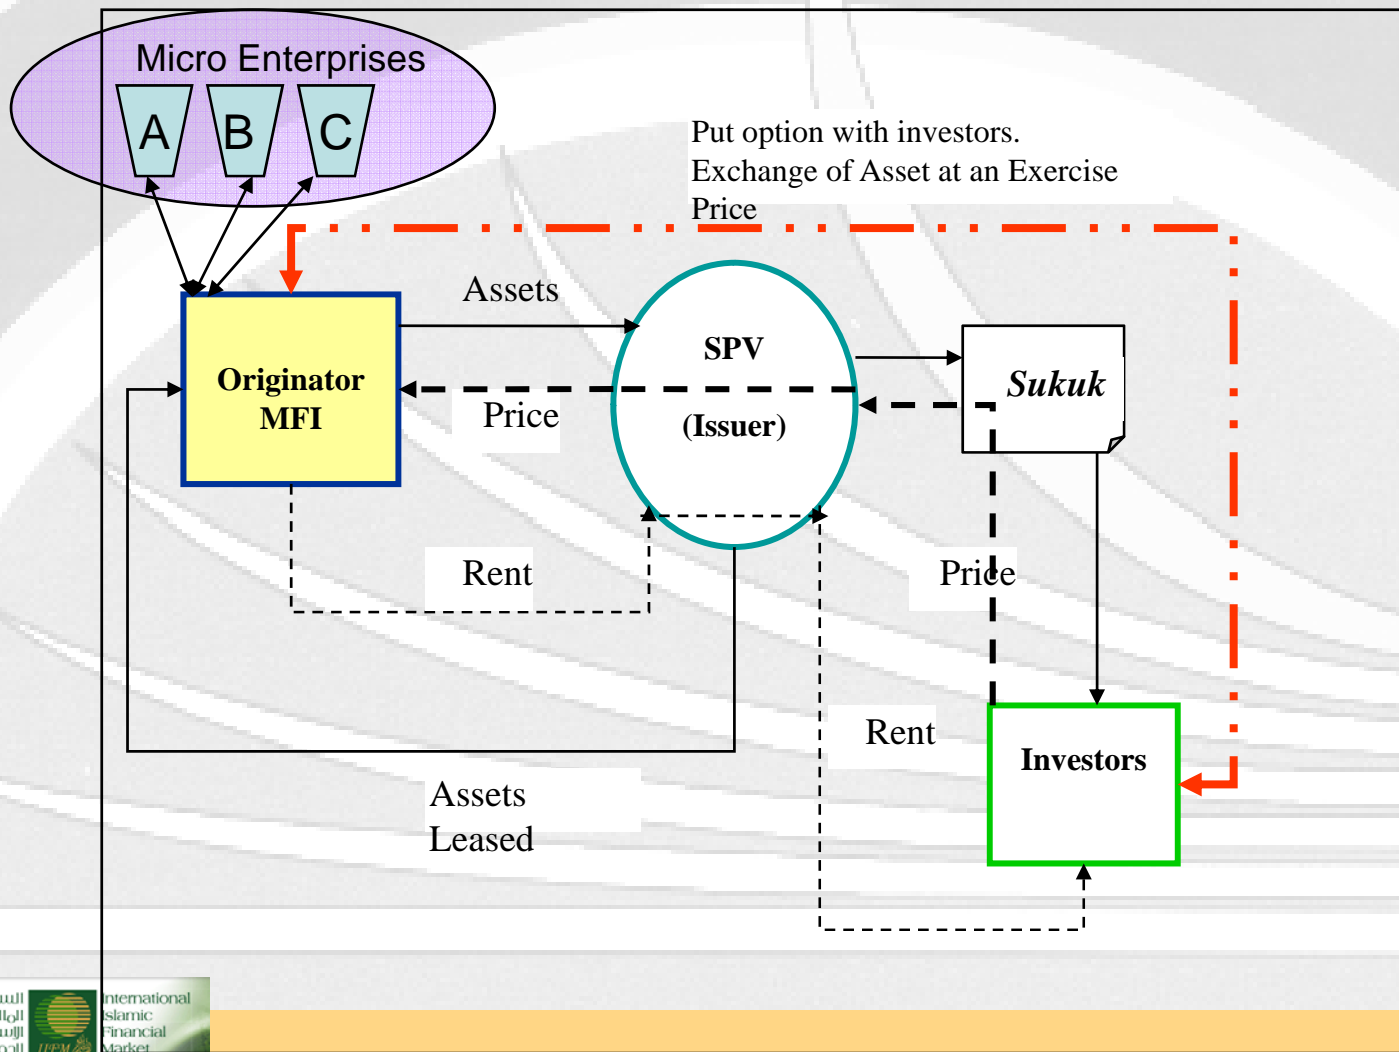 Micro Enterprises
A B C
Put option with investors.
Exchange of Asset at an Exercise
Price
Assets
SPV
(Issuer)
Sukuk
Originator
MFI
Price
Rent
Price
Rent
Investors
Assets
Leased
International
Islamic
Financial
Market
IIFM